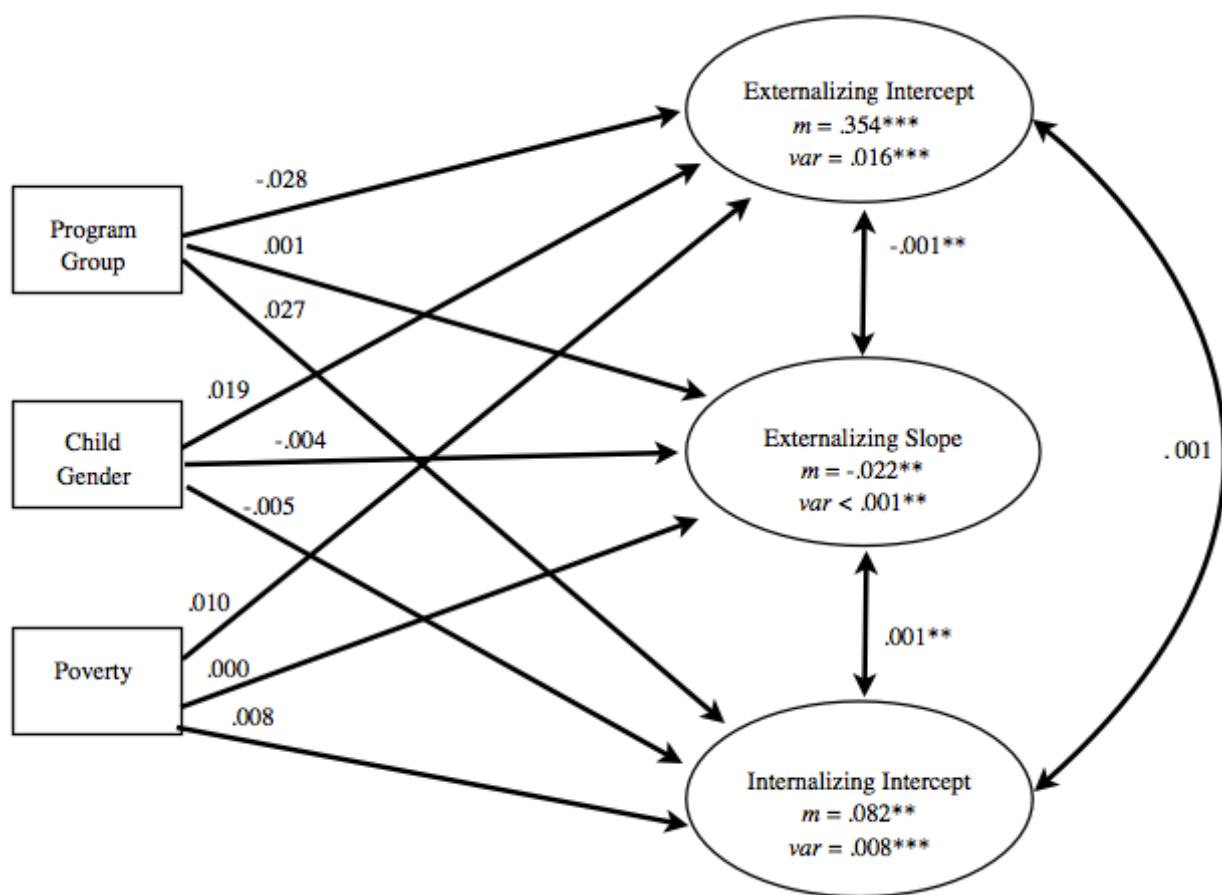 Externalizing Intercept
m = .354***
var = .016***
-.028
Program
Group
.001
-.001**
.027
.019
Child
Gender
-.004
Externalizing Slope
m = -.022**
var < .001**
.001
-.005
.010
Poverty
.000
.001**
.008
Internalizing Intercept
m = .082**
var = .008***